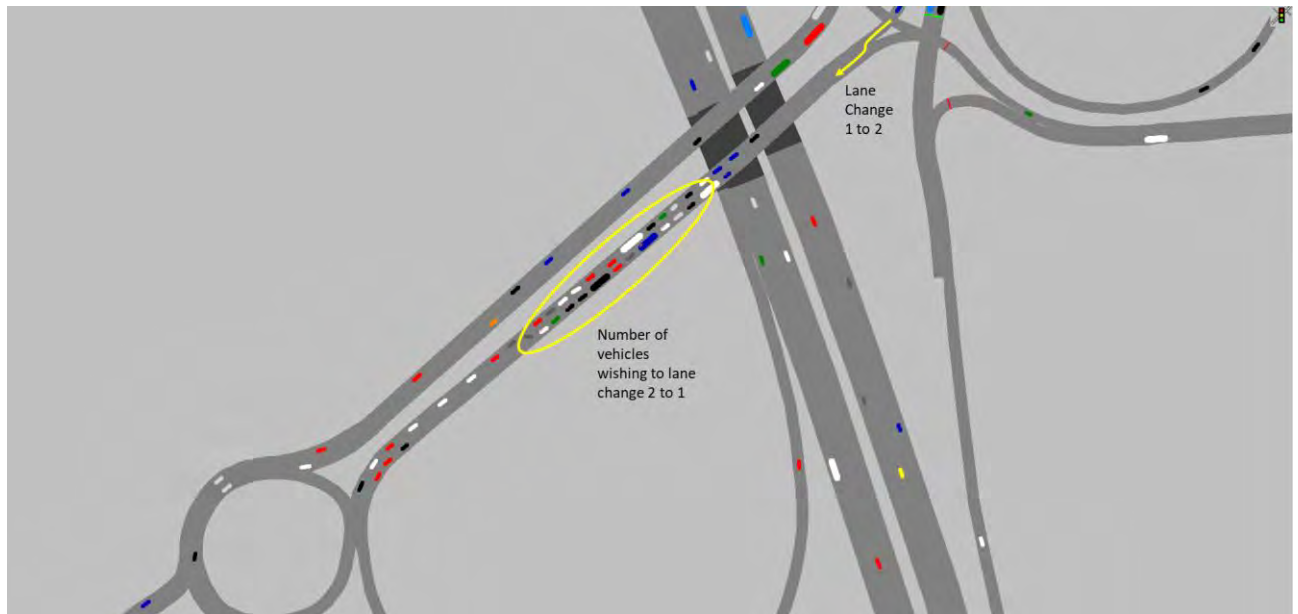 Lane
Change
1 to 2
Number of
vehicles
wishing to lane
change 2 to 1